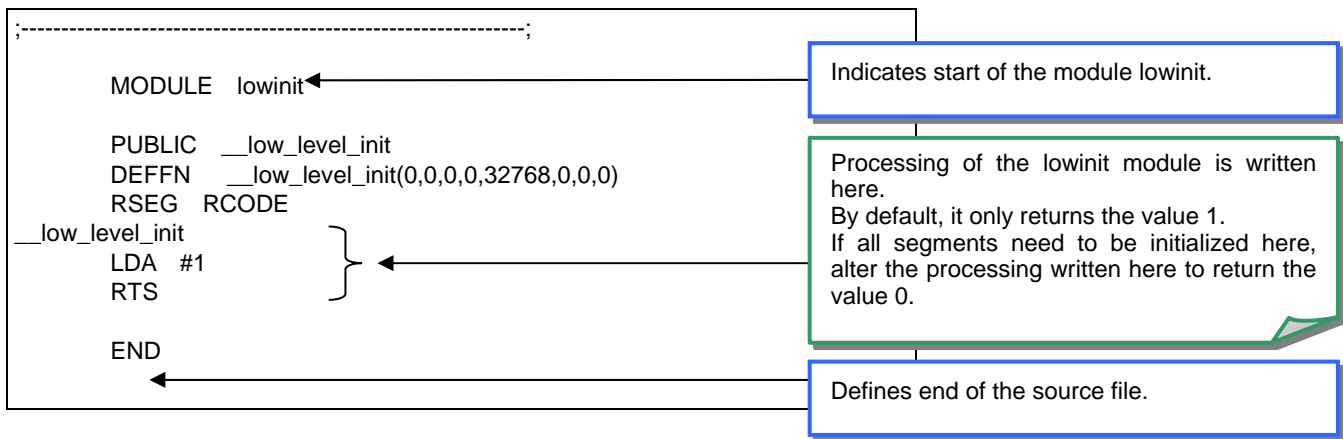 ;---------------------------------------------------------------;
MODULE lowinit
PUBLIC __low_level_init
DEFFN __low_level_init(0,0,0,0,32768,0,0,0)
RSEG RCODE
__low_level_init
LDA #1
RTS
END
Indicates start of the module lowinit.
Processing of the lowinit module is written
here.
By default, it only returns the value 1.
If all segments need to be initialized here,
alter the processing written here to return the
value 0.
Defines end of the source file.